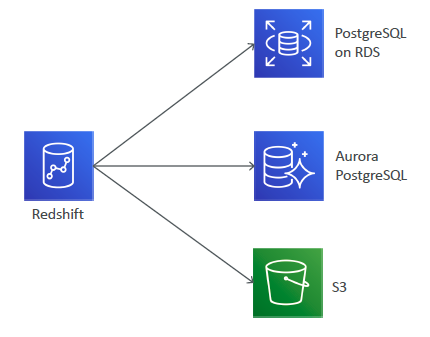 PostgreSQL
on RDS
Aurora
PostgreSQL
Redshift
S3